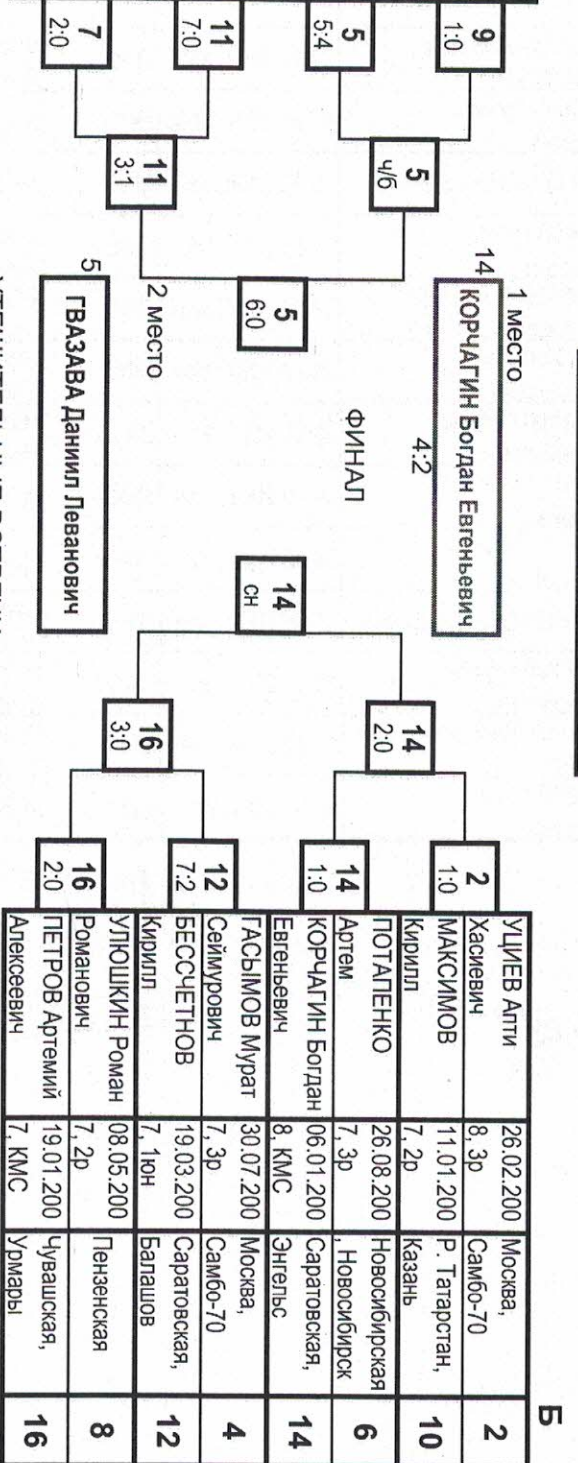 Б
9
1:0
5
5:4
11
7:0
7
2:0
5
ч/б
11
3:1
5
6:0
1 место
14
КОРЧАГИН Богдан Евгеньевич
4:2
ФИНАЛ
2 место
5
ГВАЗАВА Даниил Леванович
14
сн
14
2:0
16
3:0
2
1:0
14
1:0
12
7:2
16
2:0
УЦИЕВ Апти
Хасиевич
26.02.200
8, 3р
Москва,
Самбо-70
2
МАКСИМОВ
Кирилл
11.01.200
7, 2р
Р. Татарстан,
Казань
10
ПОТАПЕНКО
Артем
26.08.200
7, 3р
Новосибирская
, Новосибирск
6
КОРЧАГИН Богдан
Евгеньевич
06.01.200
8, КМС
Саратовская,
Энгельс
14
ГАСЫМОВ Мурат
Сеймурович
30.07.200
7, 3р
Москва,
Самбо-70
4
БЕССЧЕТНОВ
Кирилл
19.03.200
7, 1юн
Саратовская,
Балашов
12
УЛЮШКИН Роман
Романович
08.05.200
7, 2р
Пензенская
8
ПЕТРОВ Артемий
Алексеевич
19.01.200
7, КМС
Чувашская,
Урмары
16